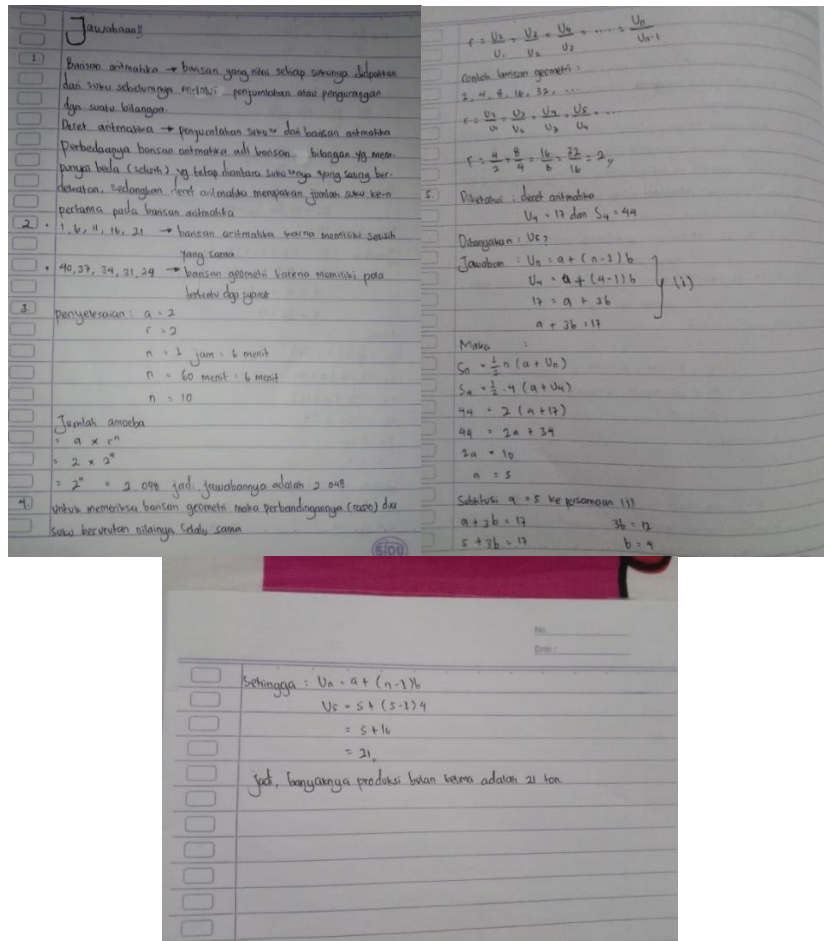 Jawabaan!!
1. Barisan aritmatika → barisan yang nilai setiap sukunya didapatkan
dari suku sebelumnya melalui penjumlahan atau pengurangan
dgn suatu bilangan.
Deret aritmatika → penjumlahan suku" dari barisan aritmatika
Perbedaannya barisan aritmatika adl barisan bilangan yg mem-
punya beda (selisih) yg tetap diantara suku"nya yang saling ber-
dekatan, sedangkan deret aritmatika merupakan jumlah suku ke-n
pertama pada barisan aritmatika
2. • 1, 6, 11, 16, 21 → barisan aritmatika karna memiliki selisih
yang sama
• 40, 37, 34, 31, 29 → barisan geometri karena memiliki pola
tertentu dgn syarat
3. penyelesaian : a = 2
r = 2
n = 1 jam : 6 menit
n = 60 menit : 6 menit
n = 10
Jumlah amoeba
= a x rⁿ
= 2 x 2ⁿ
= 2ⁿ = 2 048 jadi, jawabannya adalah 2 048
4. Untuk memeriksa barisan geometri maka perbandingannya (rasio) dua
suku berurutan nilainya selalu sama
SIDU
r = U2/U1 = U3/U2 = U4/U3 = ...... = Un/Un-1
Contoh barisan geometri :
2, 4, 8, 16, 32, ...
r = U2/U1 = U3/U2 = U4/U3 = U5/U4 =
r = 4/2 = 8/4 = 16/8 = 32/16 = 2,,
5. Diketahui : deret aritmatika
U4 = 17 dan S4 = 44
Ditanyakan : U5?
Jawaban : Un = a + (n-1) b
U4 = a + (4-1) b
17 = a + 3b (1)
a + 3b = 17
Maka :
Sn = 1/2 n (a + Un)
S4 = 1/2 . 4 (a + U4)
44 = 2 (a + 17)
44 = 2a + 34
2a = 10
a = 5
Subtitusi a = 5 ke persamaan (1)
a + 3b = 17 3b = 12
5 + 3b = 17 b = 4
No.
Date :
Sehingga : Un = a + (n-1) b
U5 = 5 + (5-1) 4
= 5 + 16
= 21,,
jadi, banyaknya produksi bulan kelima adalah 21 ton.